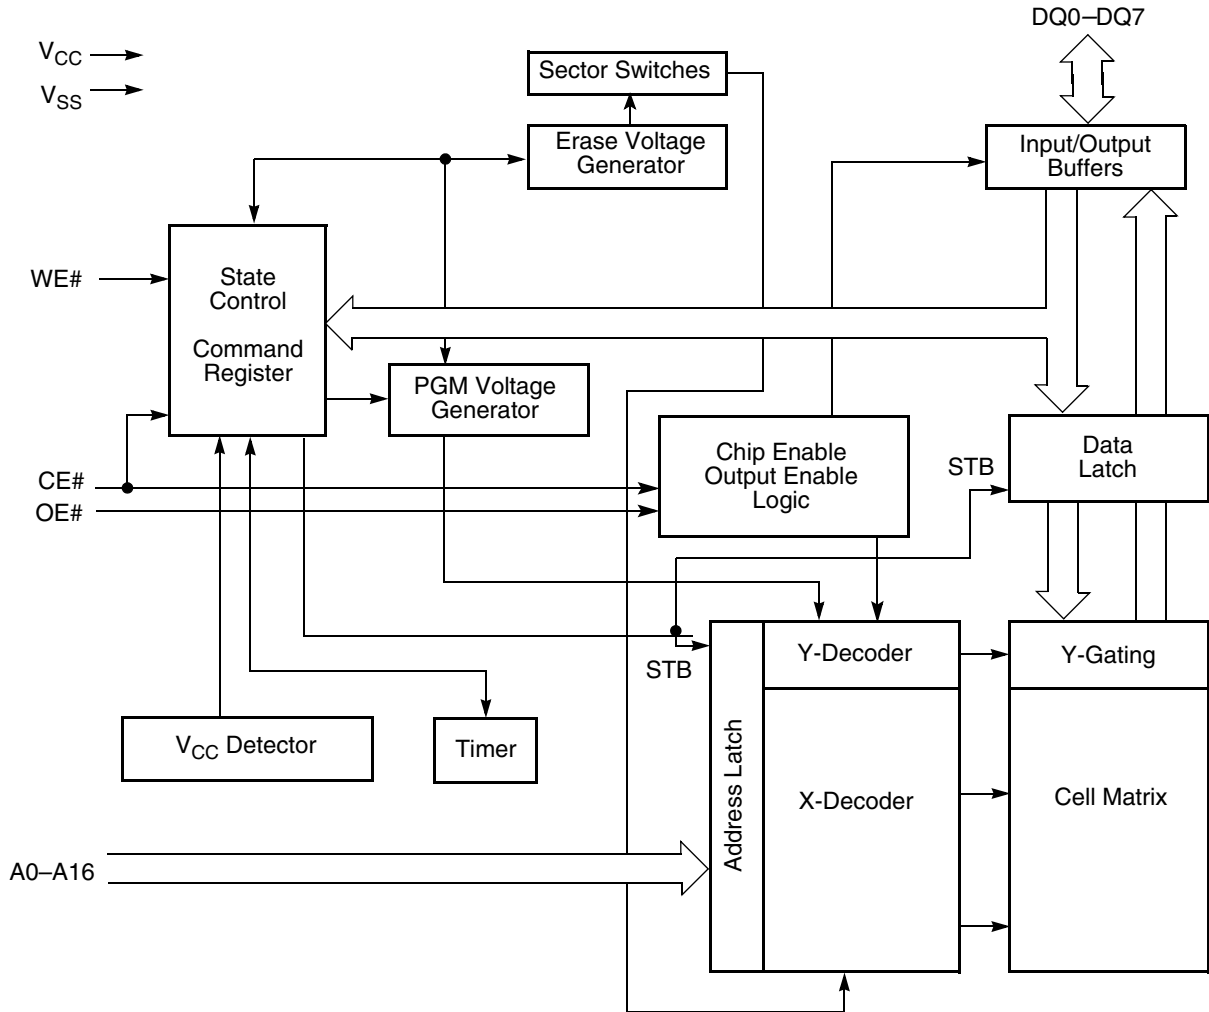 DQ0–DQ7
VCC
Sector Switches
VSS
Erase Voltage
Generator
Input/Output
Buffers
WE#
State
Control
Command
Register
PGM Voltage
Generator
Chip Enable
Output Enable
Logic
STB
Data
Latch
CE#
OE#
STB
Y-Decoder
Y-Gating
VCC Detector
Timer
Address Latch
X-Decoder
Cell Matrix
A0–A16